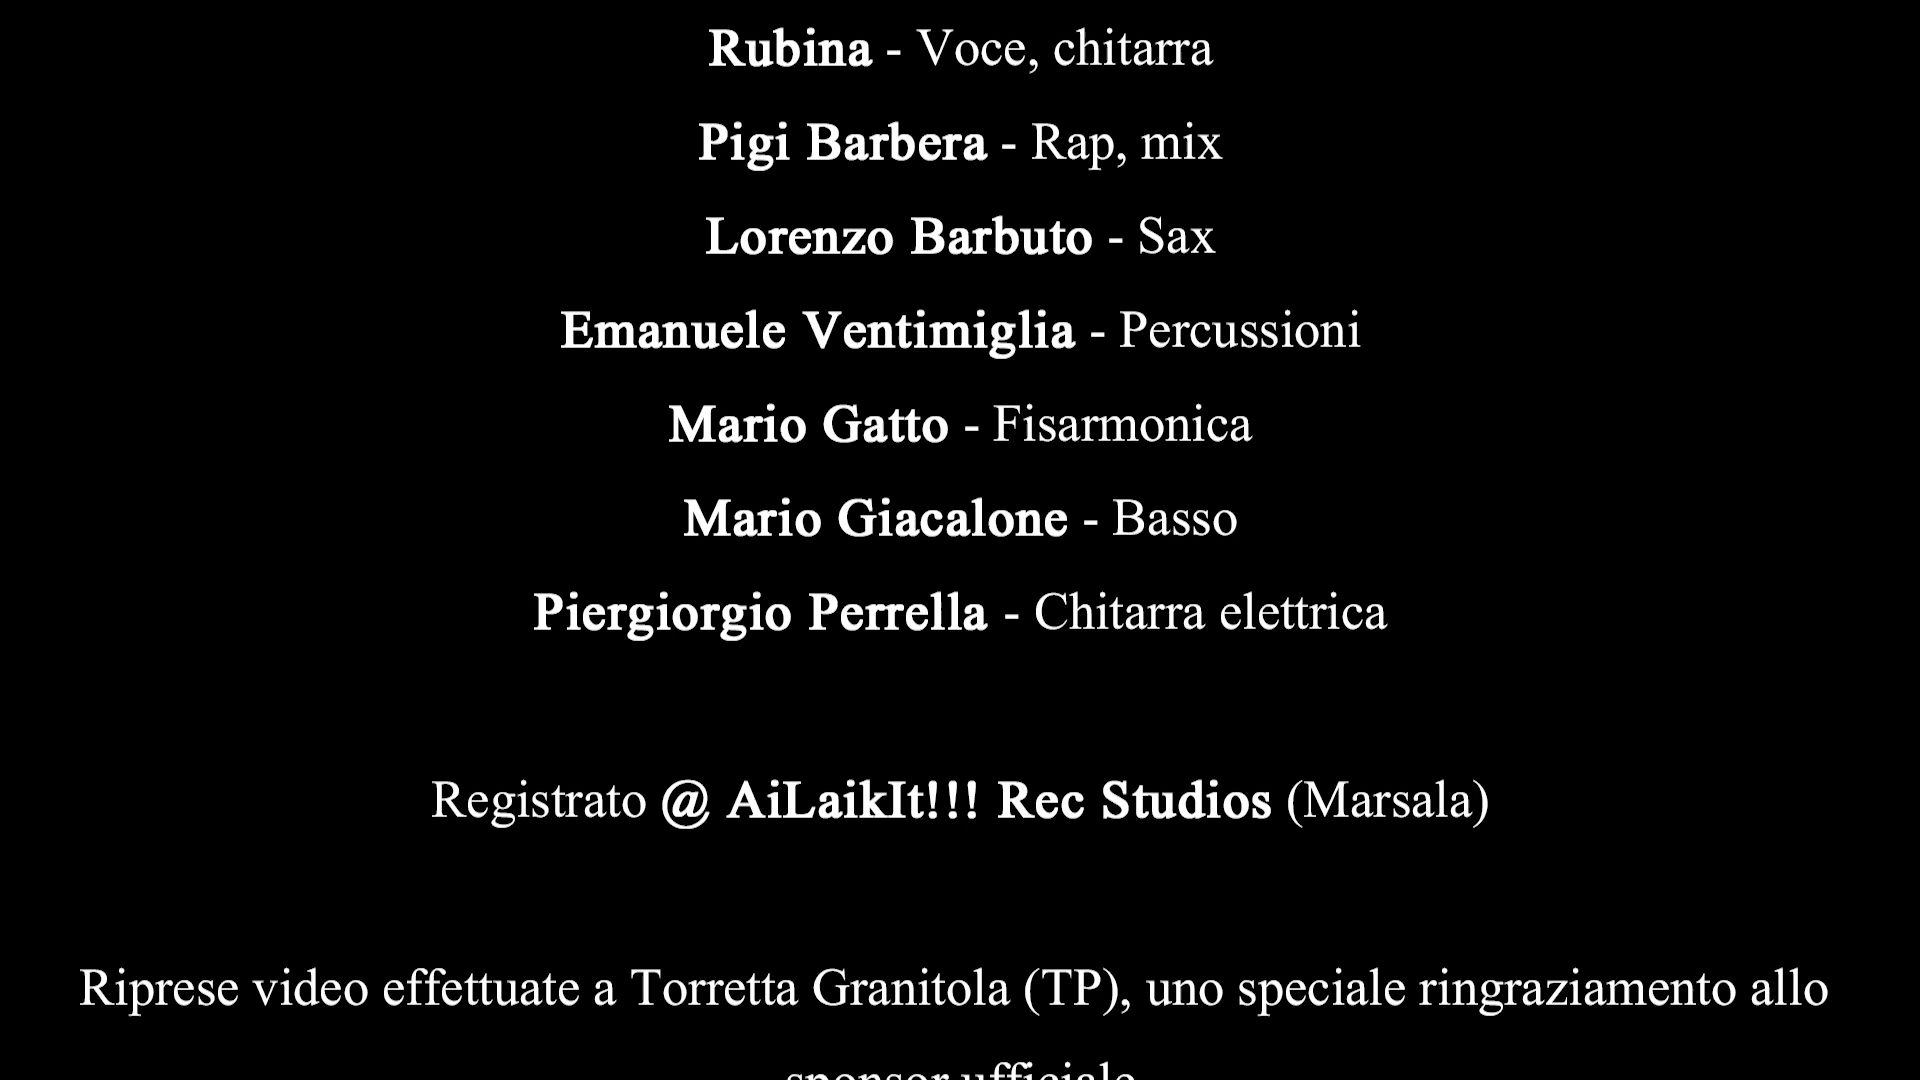 Rubina - Voce, chitarra
Pigi Barbera - Rap, mix
Lorenzo Barbuto - Sax
Emanuele Ventimiglia - Percussioni
Mario Gatto - Fisarmonica
Mario Giacalone - Basso
Piergiorgio Perrella - Chitarra elettrica
Registrato @ AiLaikIt!!! Rec Studios (Marsala)
Riprese video effettuate a Torretta Granitola (TP), uno speciale ringraziamento allo
sponsor ufficiale